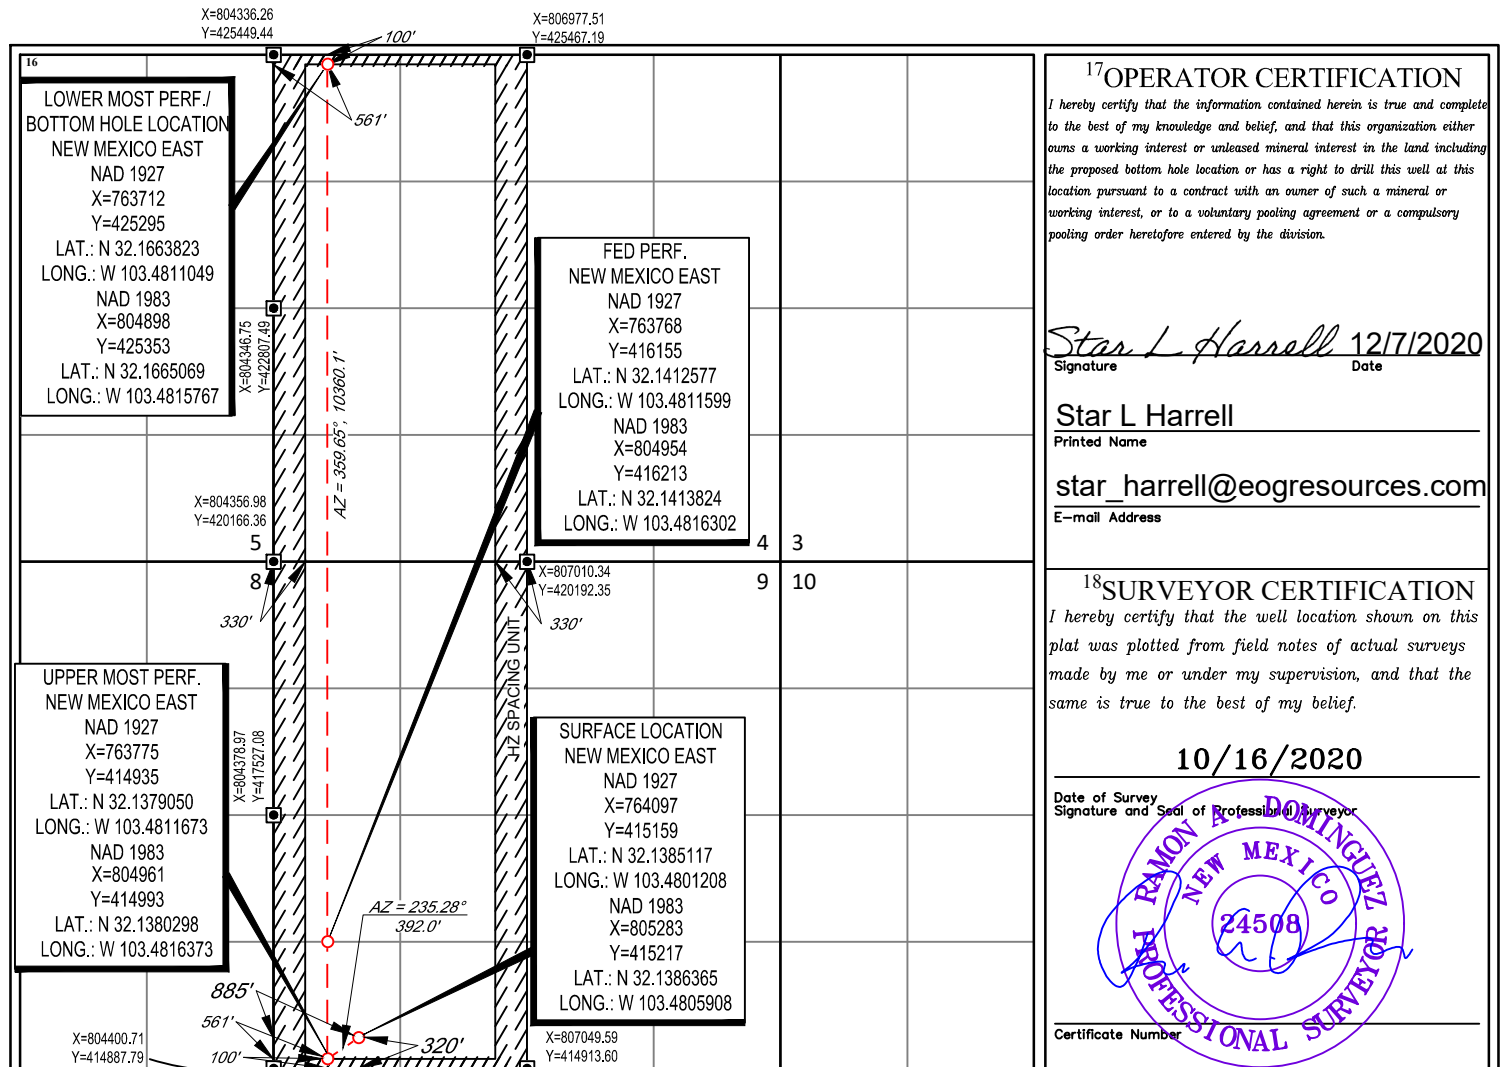 X=804336.26
Y=425449.44
X=806977.51
Y=425467.19
100'
16
561'
LOWER MOST PERF./
BOTTOM HOLE LOCATION
NEW MEXICO EAST
NAD 1927
X=763712
Y=425295
LAT.: N 32.1663823
LONG.: W 103.4811049
NAD 1983
X=804898
Y=425353
LAT.: N 32.1665069
LONG.: W 103.4815767
X=804346.75
Y=422807.49
AZ = 359.65°, 10360.1'
FED PERF.
NEW MEXICO EAST
NAD 1927
X=763768
Y=416155
LAT.: N 32.1412577
LONG.: W 103.4811599
NAD 1983
X=804954
Y=416213
LAT.: N 32.1413824
LONG.: W 103.4816302
X=804356.98
Y=420166.36
5
4 3
8
9 10
X=807010.34
Y=420192.35
330'
330'
HZ SPACING UNIT
UPPER MOST PERF.
NEW MEXICO EAST
NAD 1927
X=763775
Y=414935
LAT.: N 32.1379050
LONG.: W 103.4811673
NAD 1983
X=804961
Y=414993
LAT.: N 32.1380298
LONG.: W 103.4816373
X=804378.97
Y=417527.08
SURFACE LOCATION
NEW MEXICO EAST
NAD 1927
X=764097
Y=415159
LAT.: N 32.1385117
LONG.: W 103.4801208
NAD 1983
X=805283
Y=415217
LAT.: N 32.1386365
LONG.: W 103.4805908
AZ = 235.28°
392.0'
885'
561'
100'
320'
X=804400.71
Y=414887.79
X=807049.59
Y=414913.60
17 OPERATOR CERTIFICATION
I hereby certify that the information contained herein is true and complete
to the best of my knowledge and belief, and that this organization either
owns a working interest or unleased mineral interest in the land including
the proposed bottom hole location or has a right to drill this well at this
location pursuant to a contract with an owner of such a mineral or
working interest, or to a voluntary pooling agreement or a compulsory
pooling order heretofore entered by the division.
Star L Harrell 12/7/2020
Signature Date
Star L Harrell
Printed Name
star_harrell@eogresources.com
E-mail Address
18 SURVEYOR CERTIFICATION
I hereby certify that the well location shown on this
plat was plotted from field notes of actual surveys
made by me or under my supervision, and that the
same is true to the best of my belief.
10/16/2020
Date of Survey
Signature and Seal of Professional Surveyor
RAMON A. DOMINGUEZ
NEW MEXICO
24508
PROFESSIONAL SURVEYOR
Certificate Number